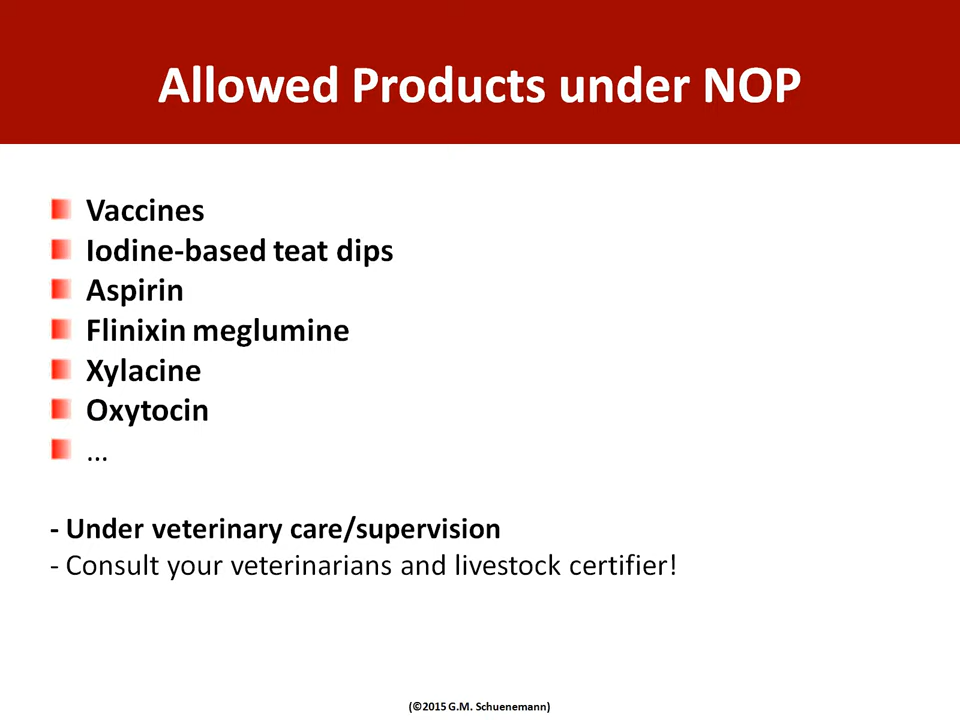 Allowed Products under NOP
Vaccines
Iodine-based teat dips
Aspirin
Flinixin meglumine
Xylacine
Oxytocin
...
- Under veterinary care/supervision
- Consult your veterinarians and livestock certifier!
(©2015 G.M. Schuenemann)